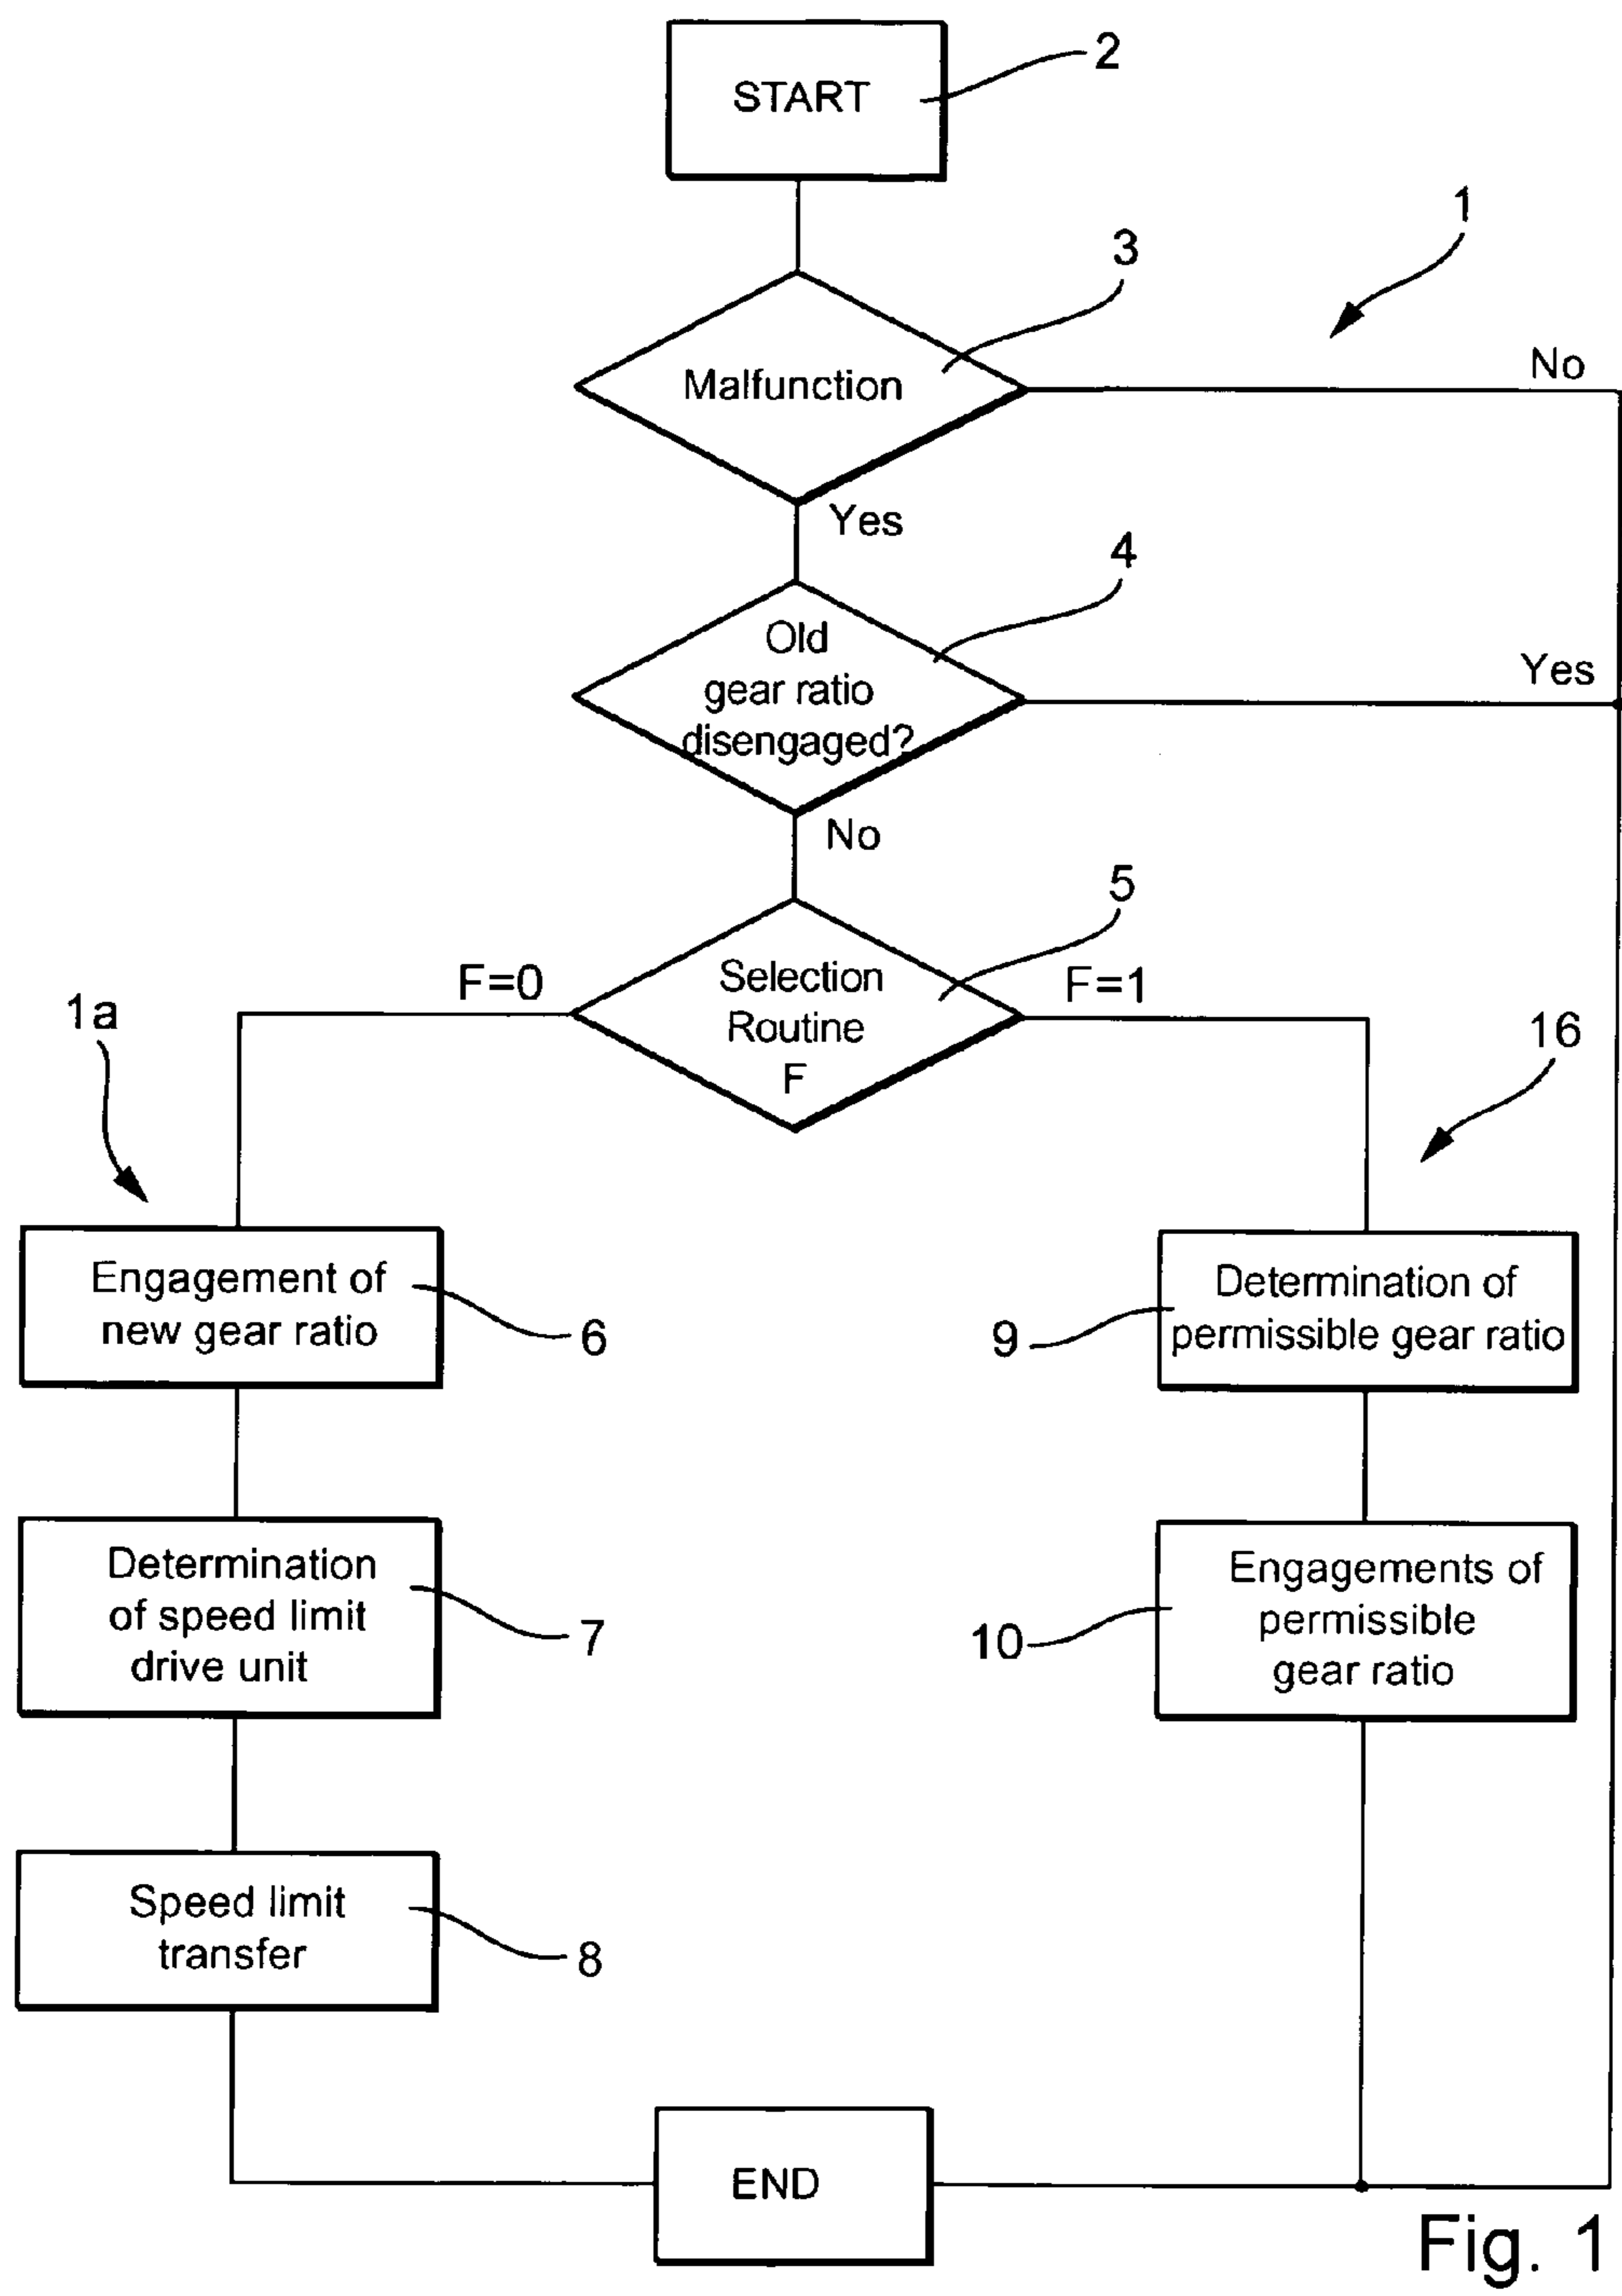 START
2
1
3
Malfunction
No
Yes
4
Old
gear ratio
disengaged?
Yes
No
5
F=0
Selection
Routine
F
F=1
1a
16
Engagement of
new gear ratio
6
Determination of
permissible gear ratio
9
Determination
of speed limit
drive unit
7
Engagements of
permissible
gear ratio
10
Speed limit
transfer
8
END
Fig. 1